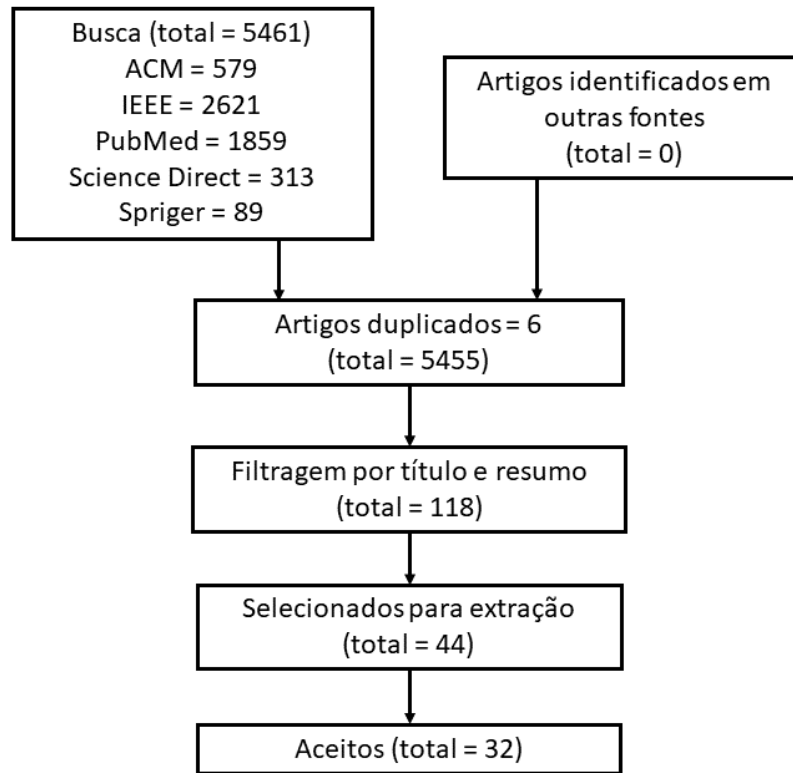 Busca (total = 5461)
ACM = 579
IEEE = 2621
PubMed = 1859
Science Direct = 313
Spriger = 89
Artigos identificados em
outras fontes
(total = 0)
Artigos duplicados = 6
(total = 5455)
Filtragem por título e resumo
(total = 118)
Selecionados para extração
(total = 44)
Aceitos (total = 32)